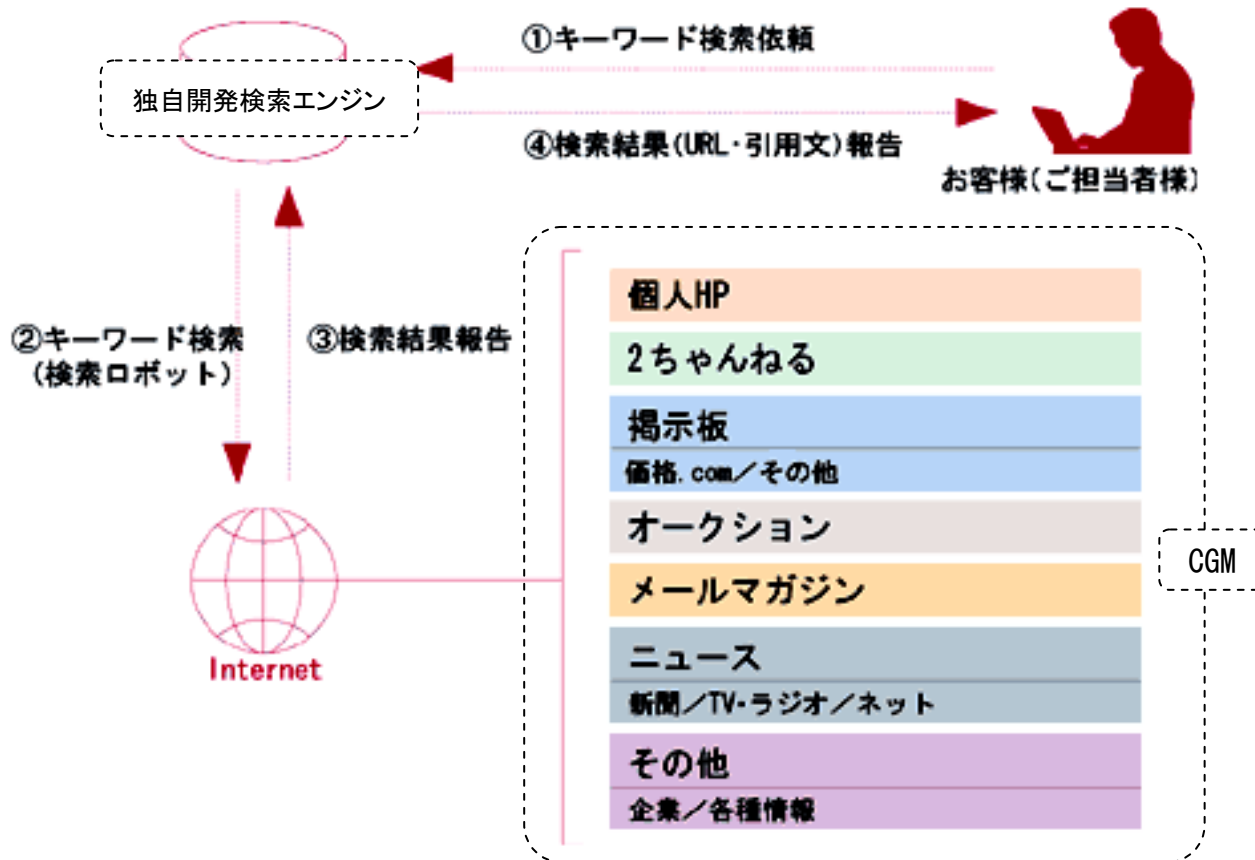 ①キーワード検索依頼
独自開発検索エンジン
④検索結果(URL・引用文)報告
お客様(ご担当者様)
②キーワード検索
(検索ロボット)
③検索結果報告
Internet
個人HP
2ちゃんねる
掲示板
価格.com／その他
オークション
メールマガジン
ニュース
新聞／TV・ラジオ／ネット
その他
企業／各種情報
CGM